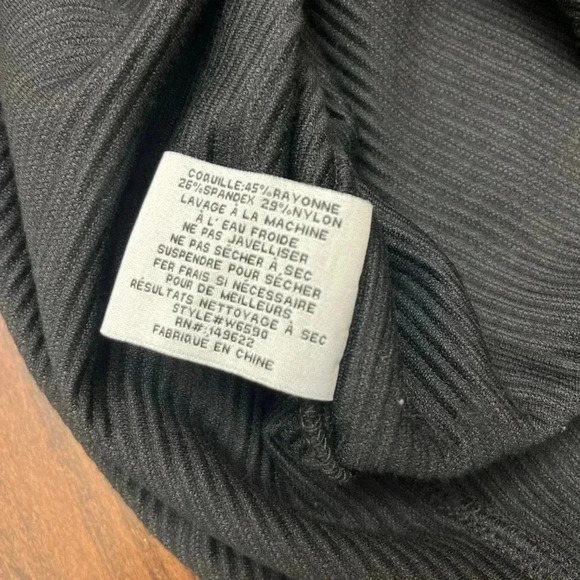 COQUILLE:45%RAYONNE
26%SPANDEX 29%NYLON
LAVAGE À LA MACHINE
À L'EAU FROIDE
NE PAS JAVELLISER
NE PAS SÉCHER À SEC
SUSPENDRE POUR SÉCHER
FER FRAIS SI NÉCESSAIRE
POUR DE MEILLEURS
RÉSULTATS NETTOYAGE À SEC
STYLE#W6590
RN#:149622
FABRIQUÉ EN CHINE